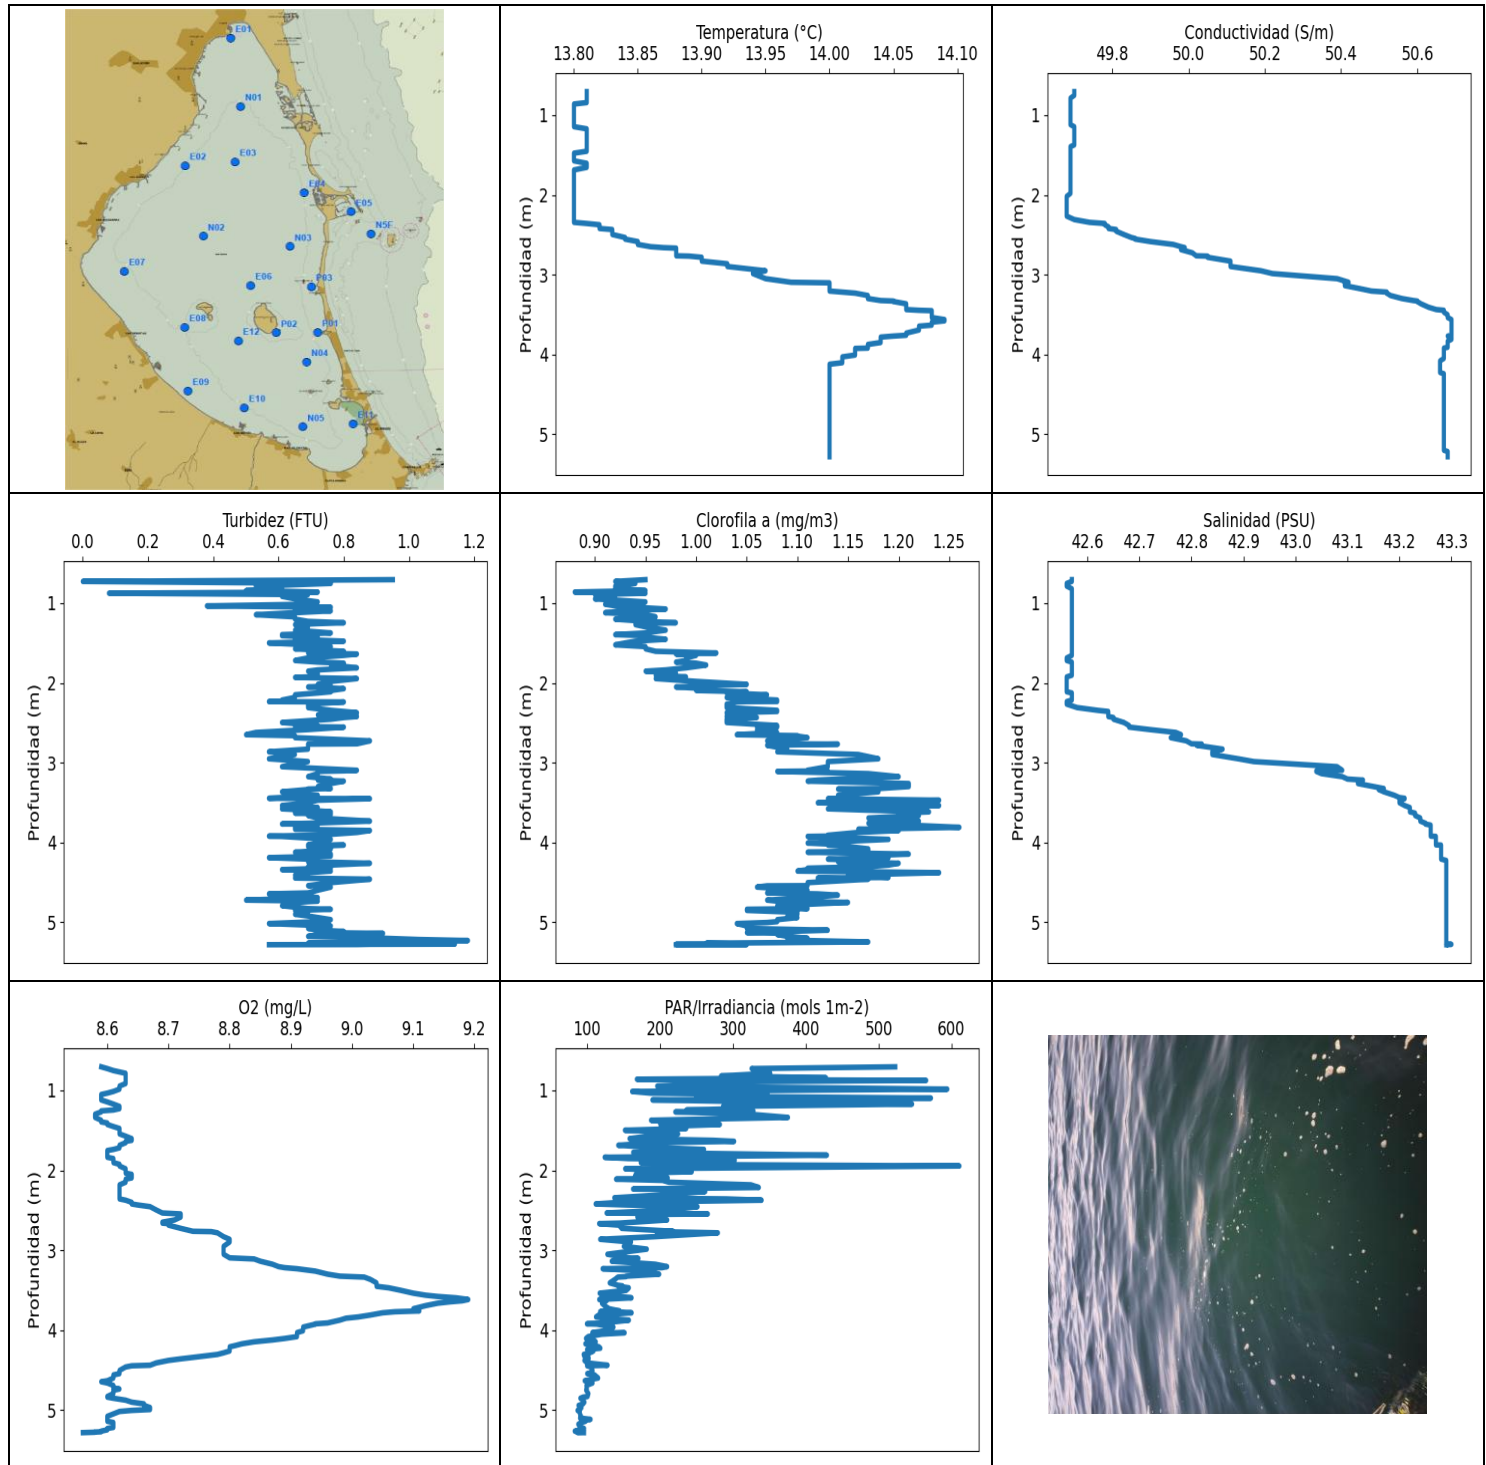 E01
N01
E02
E03
E04
E05
N5F
N02
N03
E07
E06
P03
E08
E12
P02
P01
N04
E09
E10
N05
E11
Temperatura (°C)
13.80 13.85 13.90 13.95 14.00 14.05 14.10
Profundidad (m)
1
2
3
4
5
Conductividad (S/m)
49.8 50.0 50.2 50.4 50.6
Profundidad (m)
1
2
3
4
5
Turbidez (FTU)
0.0 0.2 0.4 0.6 0.8 1.0 1.2
Profundidad (m)
1
2
3
4
5
Clorofila a (mg/m3)
0.90 0.95 1.00 1.05 1.10 1.15 1.20 1.25
Profundidad (m)
1
2
3
4
5
Salinidad (PSU)
42.6 42.7 42.8 42.9 43.0 43.1 43.2 43.3
Profundidad (m)
1
2
3
4
5
O2 (mg/L)
8.6 8.7 8.8 8.9 9.0 9.1 9.2
Profundidad (m)
1
2
3
4
5
PAR/Irradiancia (mols 1m-2)
100 200 300 400 500 600
Profundidad (m)
1
2
3
4
5